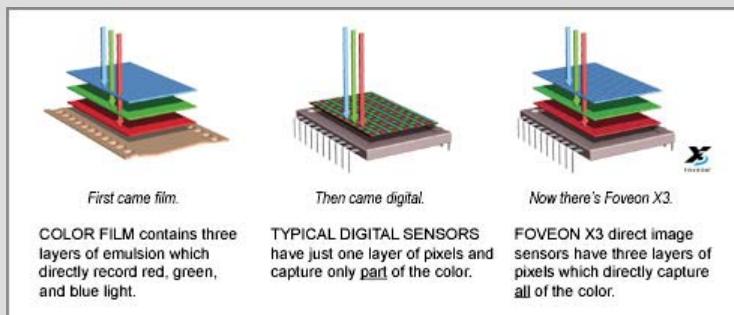 X3
FOVEON
First came film.
Then came digital.
Now there's Foveon X3.
COLOR FILM contains three
layers of emulsion which
directly record red, green,
and blue light.
TYPICAL DIGITAL SENSORS
have just one layer of pixels and
capture only part of the color.
FOVEON X3 direct image
sensors have three layers of
pixels which directly capture
all of the color.